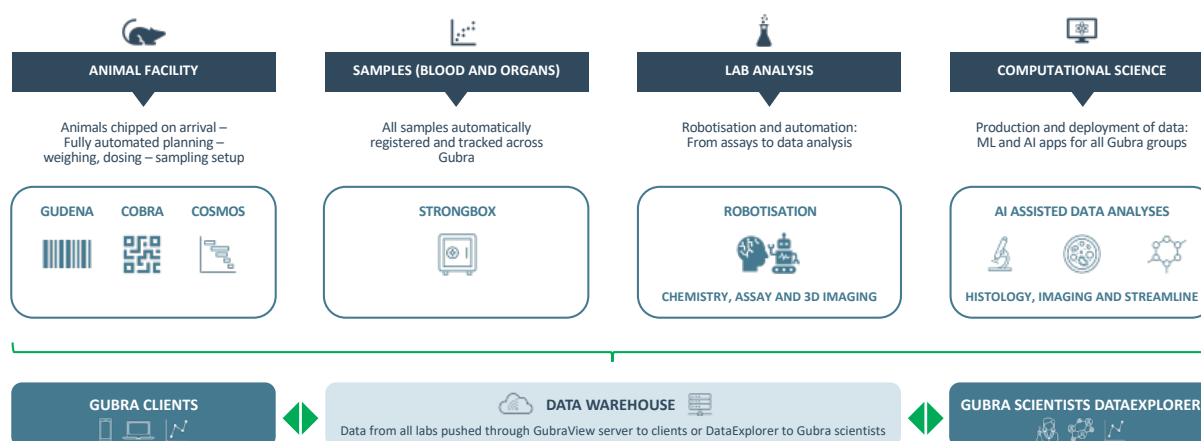 ANIMAL FACILITY
Animals chipped on arrival –
Fully automated planning –
weighing, dosing – sampling setup
GUDENA COBRA COSMOS
SAMPLES (BLOOD AND ORGANS)
All samples automatically
registered and tracked across
Gubra
STRONGBOX
LAB ANALYSIS
Robotisation and automation:
From assays to data analysis
ROBOTISATION
CHEMISTRY, ASSAY AND 3D IMAGING
COMPUTATIONAL SCIENCE
Production and deployment of data:
ML and AI apps for all Gubra groups
AI ASSISTED DATA ANALYSES
HISTOLOGY, IMAGING AND STREAMLINE
GUBRA CLIENTS
DATA WAREHOUSE
Data from all labs pushed through GubraView server to clients or DataExplorer to Gubra scientists
GUBRA SCIENTISTS DATAEXPLORER